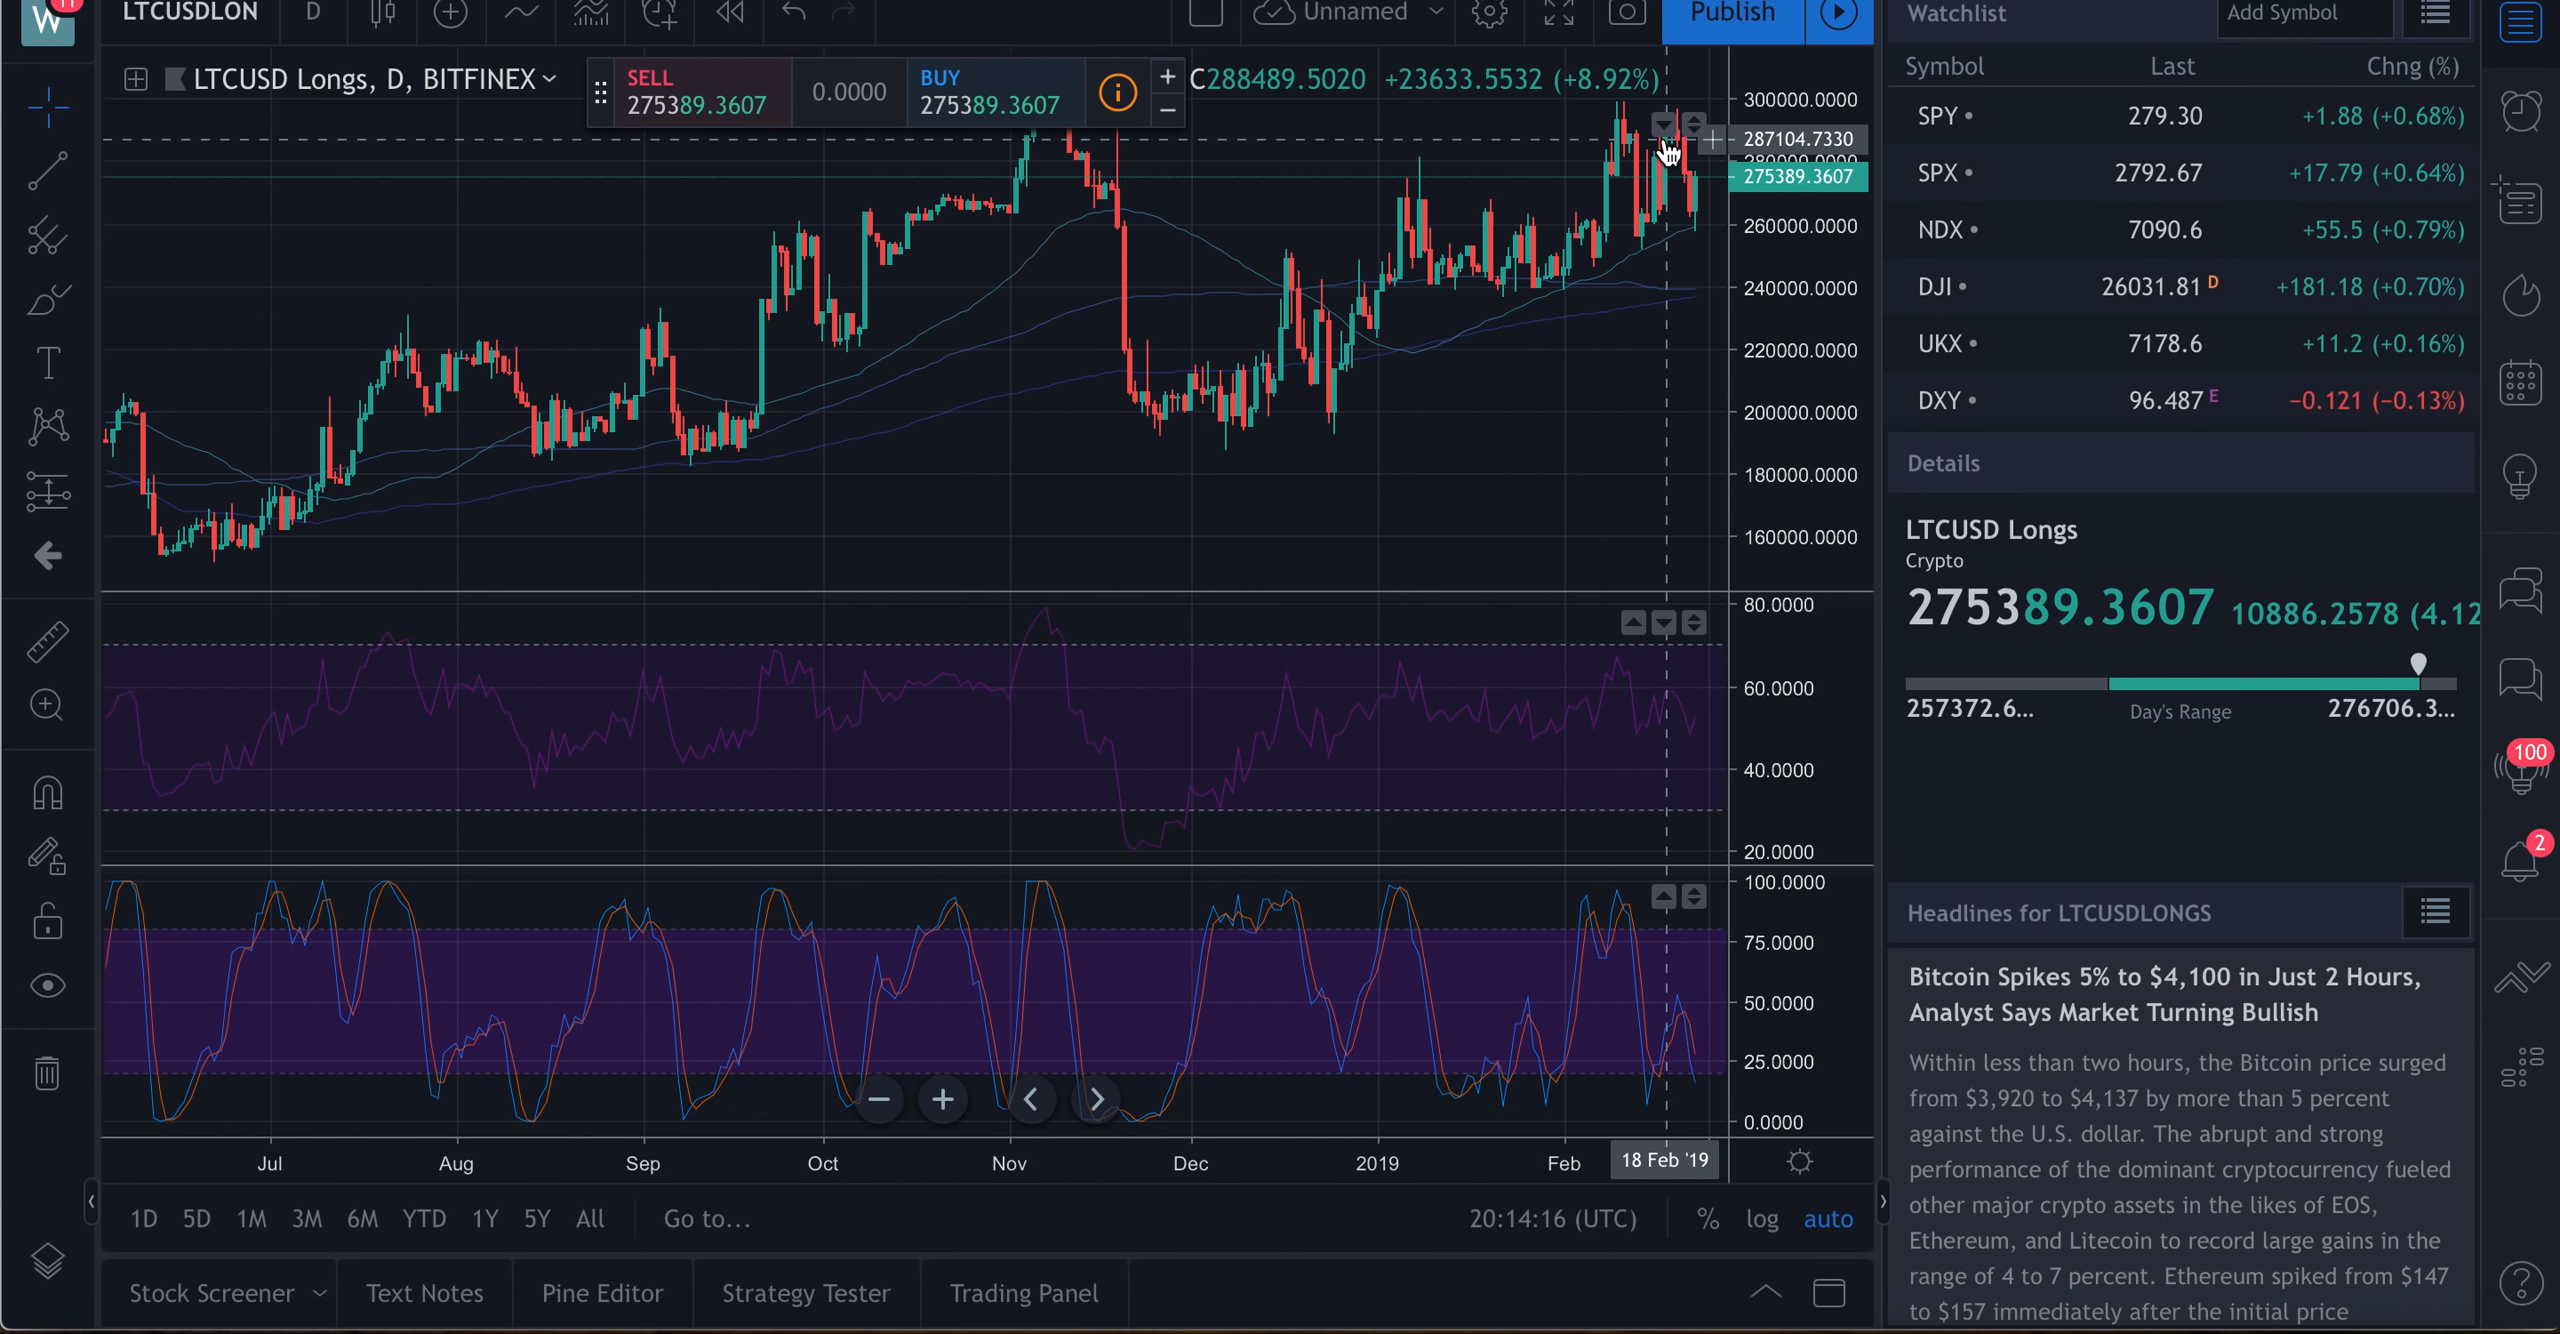 W 11
LTCUSDLON D Unnamed Publish
LTCUSD Longs, D, BITFINEX
SELL
275389.3607
0.0000
BUY
275389.3607
C288489.5020 +23633.5532 (+8.92%)
300000.0000
287104.7330
280000.0000
275389.3607
260000.0000
240000.0000
220000.0000
200000.0000
180000.0000
160000.0000
80.0000
60.0000
40.0000
20.0000
100.0000
75.0000
50.0000
25.0000
0.0000
Jul Aug Sep Oct Nov Dec 2019 Feb 18 Feb '19
1D 5D 1M 3M 6M YTD 1Y 5Y All Go to... 20:14:16 (UTC) % log auto
Stock Screener Text Notes Pine Editor Strategy Tester Trading Panel
Watchlist Add Symbol
Symbol Last Chng (%)
SPY • 279.30 +1.88 (+0.68%)
SPX • 2792.67 +17.79 (+0.64%)
NDX • 7090.6 +55.5 (+0.79%)
DJI • 26031.81 D +181.18 (+0.70%)
UKX • 7178.6 +11.2 (+0.16%)
DXY • 96.487 E −0.121 (−0.13%)
Details
LTCUSD Longs
Crypto
275389.3607 10886.2578 (4.12
257372.6... Day's Range 276706.3...
Headlines for LTCUSDLONGS
Bitcoin Spikes 5% to $4,100 in Just 2 Hours,
Analyst Says Market Turning Bullish
Within less than two hours, the Bitcoin price surged
from $3,920 to $4,137 by more than 5 percent
against the U.S. dollar. The abrupt and strong
performance of the dominant cryptocurrency fueled
other major crypto assets in the likes of EOS,
Ethereum, and Litecoin to record large gains in the
range of 4 to 7 percent. Ethereum spiked from $147
to $157 immediately after the initial price
100
2